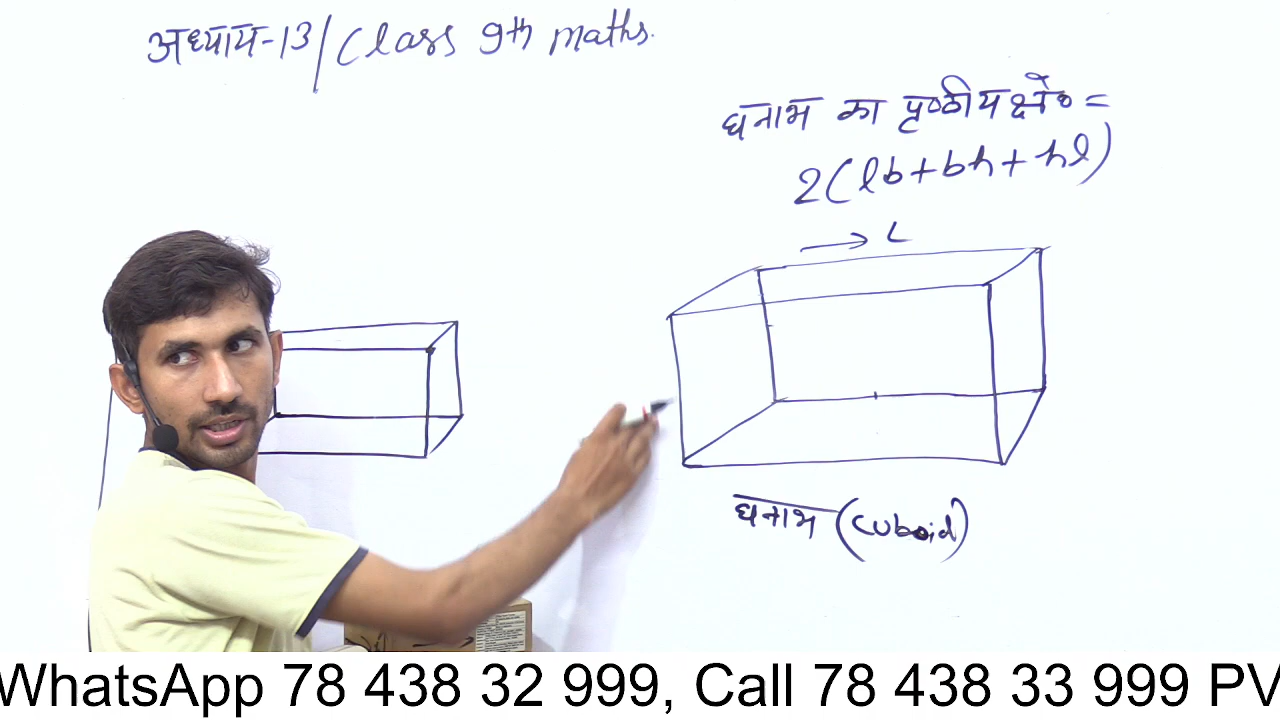 अध्याय-13/Class 9th maths.
घनाभ का पृष्ठीय क्षे० =
2(lb+bh+hl)
→ L
घनाभ (cuboid)
WhatsApp 78 438 32 999, Call 78 438 33 999 PV